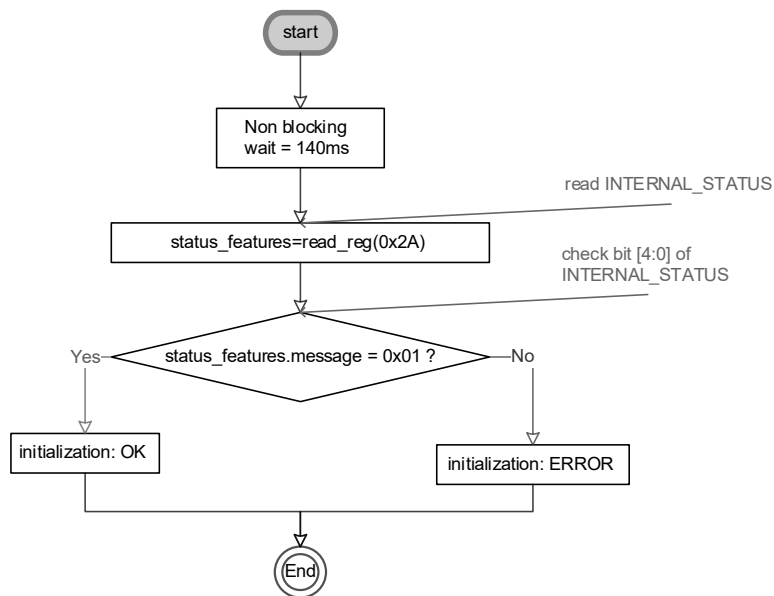 start
Non blocking
wait = 140ms
read INTERNAL_STATUS
status_features=read_reg(0x2A)
check bit [4:0] of
INTERNAL_STATUS
Yes
status_features.message = 0x01 ?
No
initialization: OK
initialization: ERROR
End